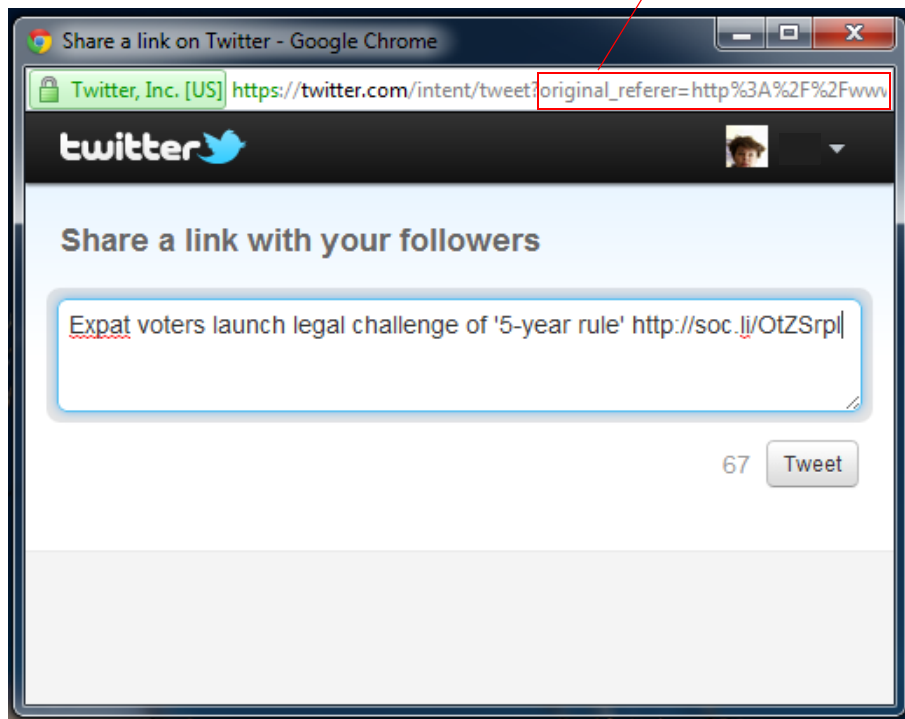 Share a link on Twitter - Google Chrome
Twitter, Inc. [US] https://twitter.com/intent/tweet?original_referer=http%3A%2F%2Fwww
twitter
Share a link with your followers
Expat voters launch legal challenge of '5-year rule' http://soc.li/OtZSrpl
67 Tweet